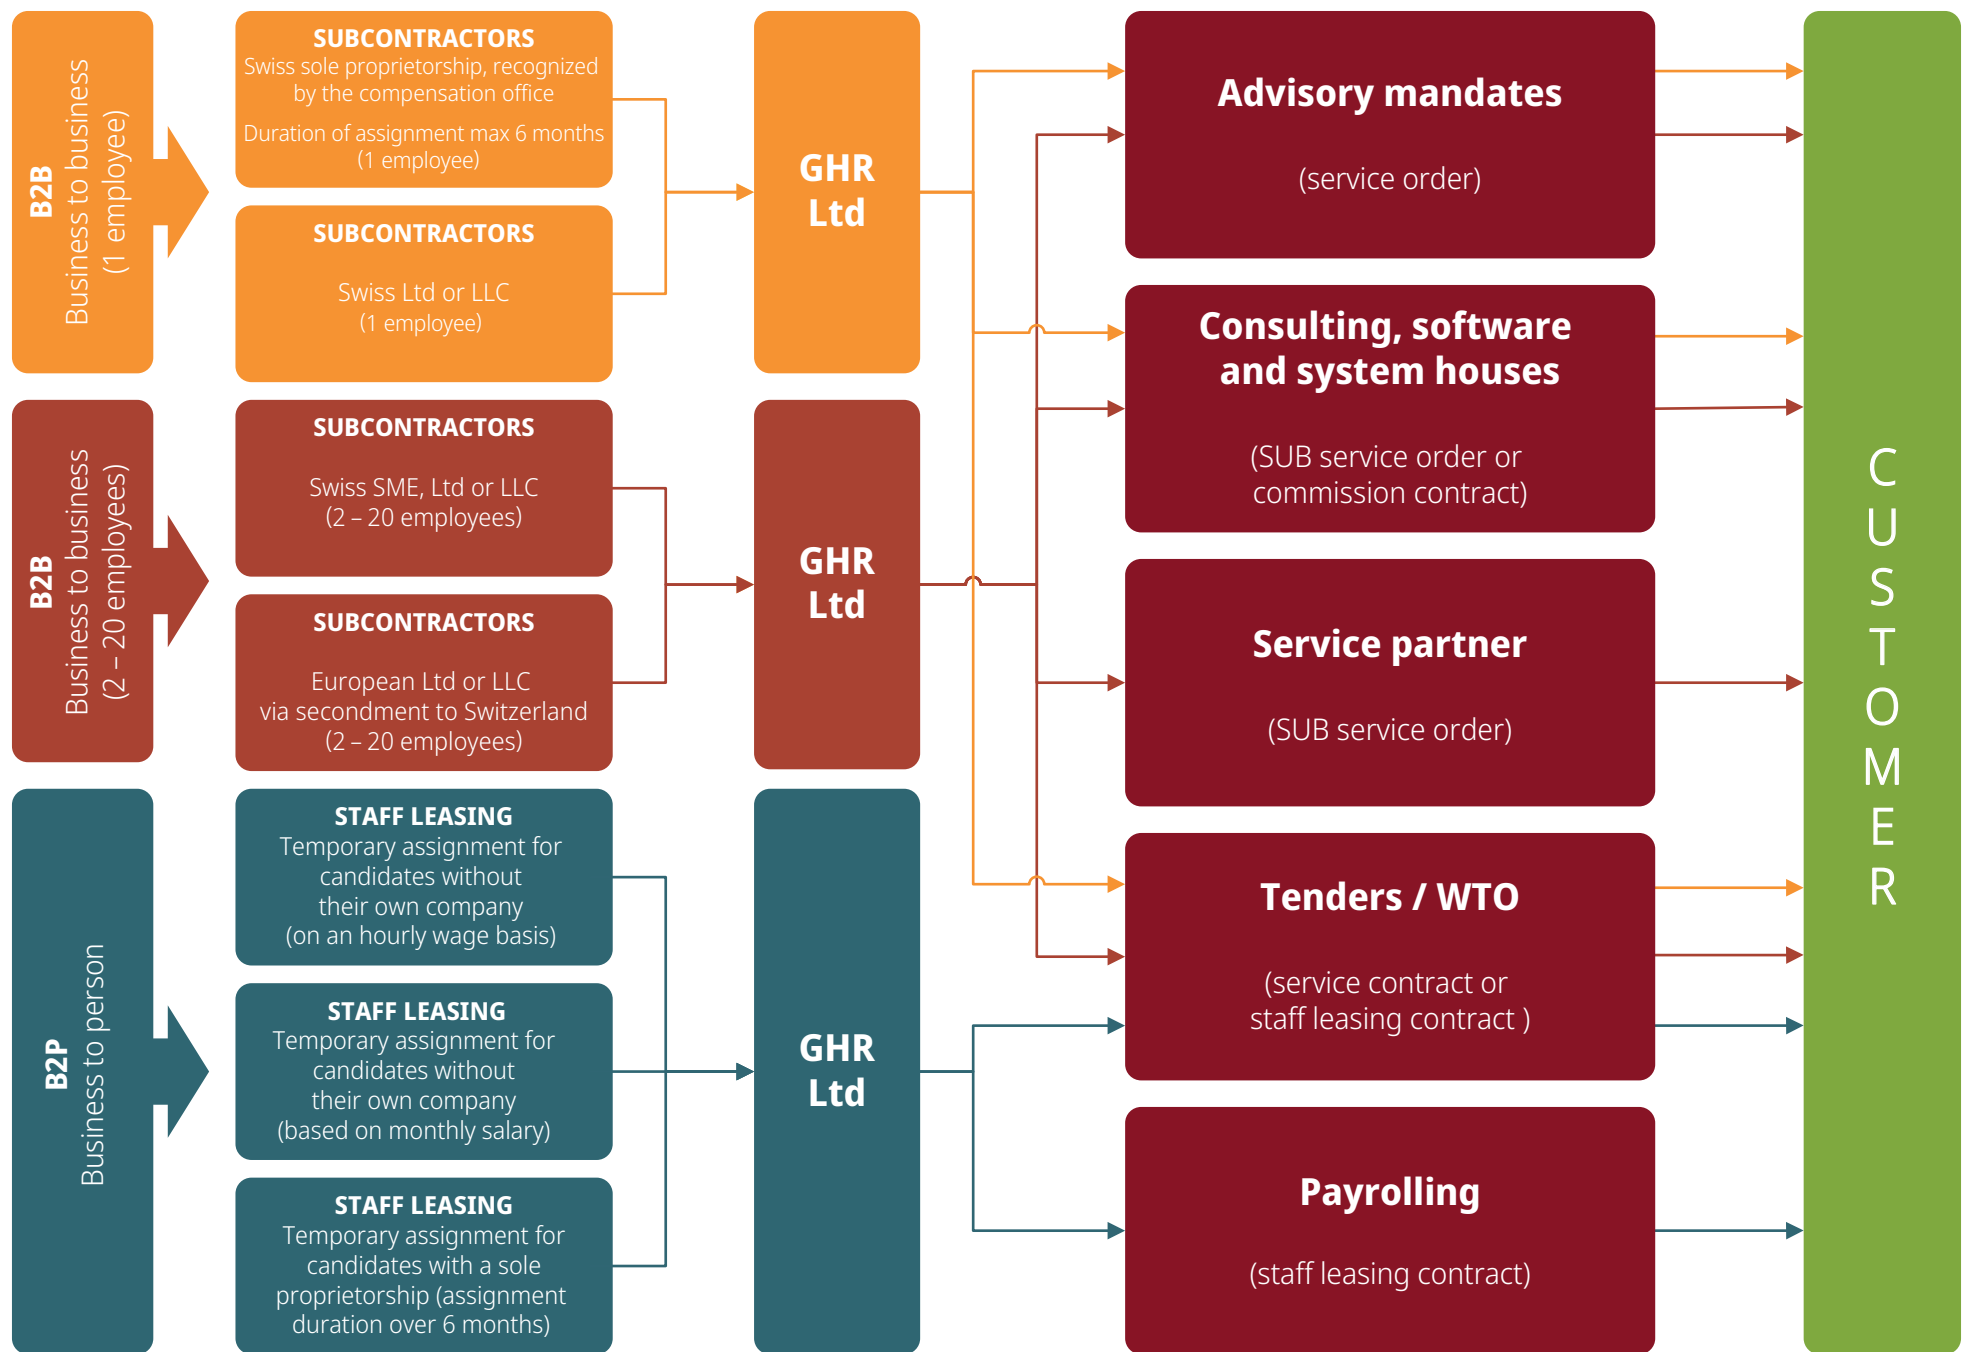 B2B
Business to business
(1 employee)
SUBCONTRACTORS
Swiss sole proprietorship, recognized
by the compensation office
Duration of assignment max 6 months
(1 employee)
SUBCONTRACTORS
Swiss Ltd or LLC
(1 employee)
GHR
Ltd
B2B
Business to business
(2 – 20 employees)
SUBCONTRACTORS
Swiss SME, Ltd or LLC
(2 – 20 employees)
SUBCONTRACTORS
European Ltd or LLC
via secondment to Switzerland
(2 – 20 employees)
GHR
Ltd
B2P
Business to person
STAFF LEASING
Temporary assignment for
candidates without
their own company
(on an hourly wage basis)
STAFF LEASING
Temporary assignment for
candidates without
their own company
(based on monthly salary)
STAFF LEASING
Temporary assignment for
candidates with a sole
proprietorship (assignment
duration over 6 months)
GHR
Ltd
Advisory mandates
(service order)
Consulting, software
and system houses
(SUB service order or
commission contract)
Service partner
(SUB service order)
Tenders / WTO
(service contract or
staff leasing contract )
Payrolling
(staff leasing contract)
CUSTOMER